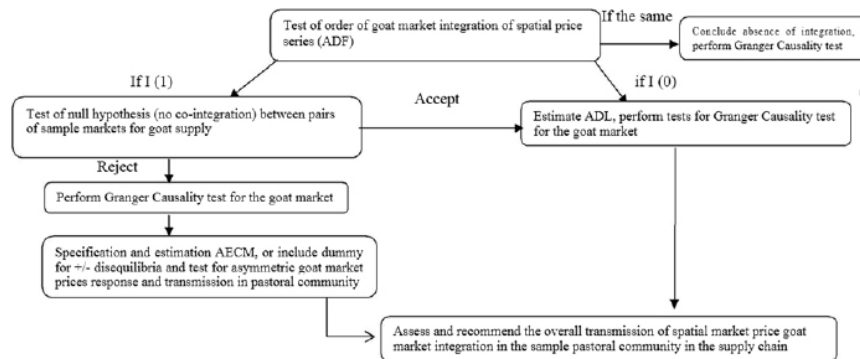 Test of order of goat market integration of spatial price
series (ADF)
If the same
Conclude absence of integration,
perform Granger Causality test
If I (1)
if I (0)
Test of null hypothesis (no co-integration) between pairs
of sample markets for goat supply
Accept
Estimate ADL, perform tests for Granger Causality test
for the goat market
Reject
Perform Granger Causality test for the goat market
Specification and estimation AECM, or include dummy
for +/- disequilibria and test for asymmetric goat market
prices response and transmission in pastoral community
Assess and recommend the overall transmission of spatial market price goat
market integration in the sample pastoral community in the supply chain